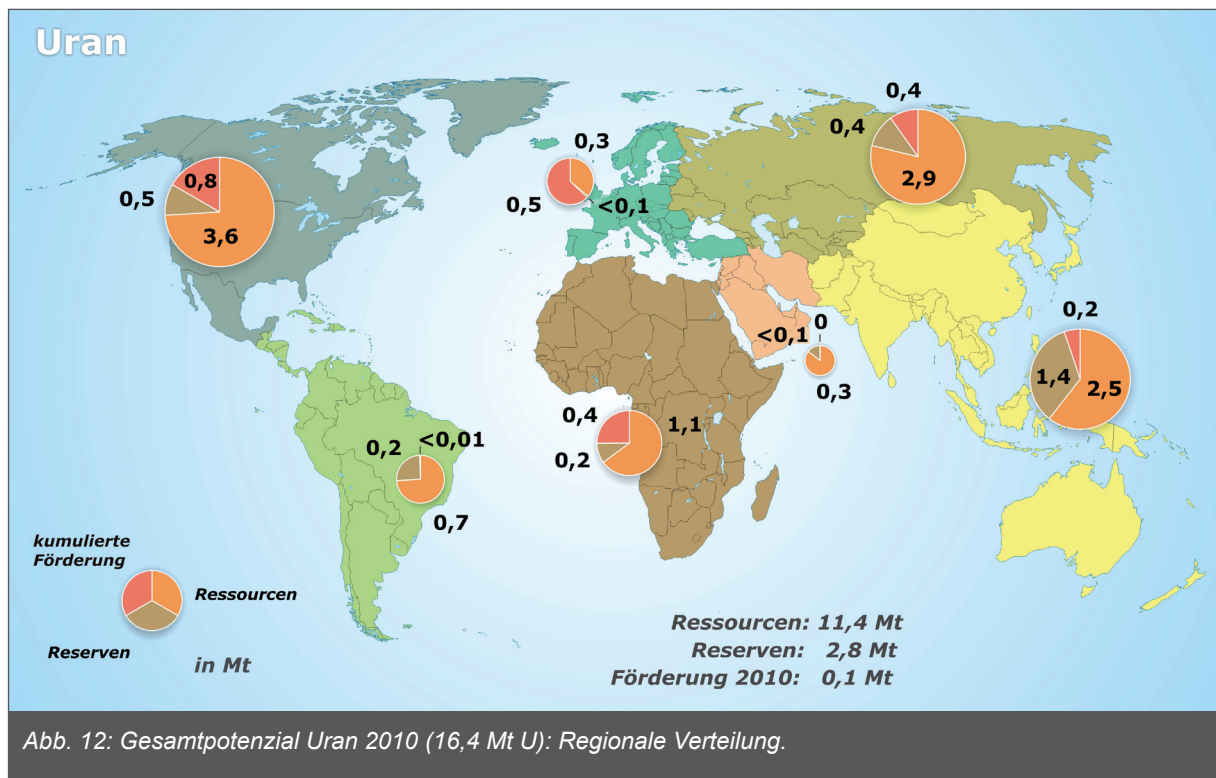 Uran
0,8
0,5
3,6
0,3
0,5
<0,1
0,4
0,4
2,9
0,2
1,4
2,5
<0,1
0
0,3
0,4
1,1
0,2
0,2
<0,01
0,7
kumulierte
Förderung
Ressourcen
Reserven
in Mt
Ressourcen: 11,4 Mt
Reserven: 2,8 Mt
Förderung 2010: 0,1 Mt
Abb. 12: Gesamtpotenzial Uran 2010 (16,4 Mt U): Regionale Verteilung.